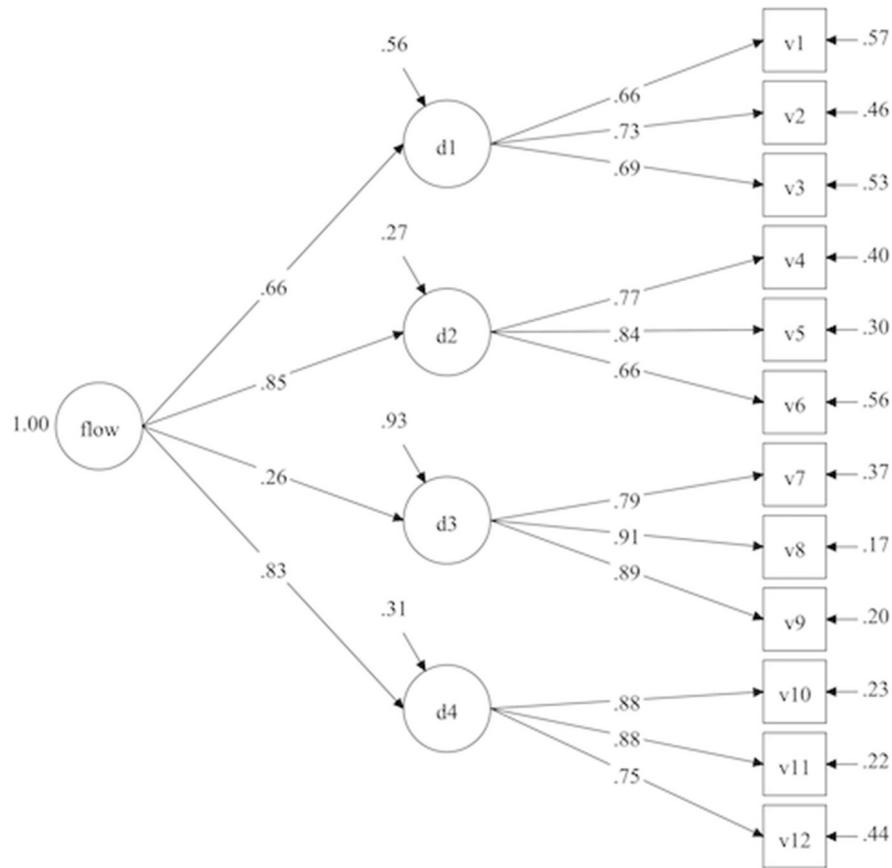 .56
v1
.57
.66
d1
.73
v2
.46
.69
v3
.53
.66
.27
v4
.40
.77
d2
.84
v5
.30
.85
.66
v6
.56
1.00
flow
.93
.26
v7
.37
.79
d3
.91
v8
.17
.89
.83
v9
.20
.31
v10
.23
.88
d4
.88
v11
.22
.75
v12
.44